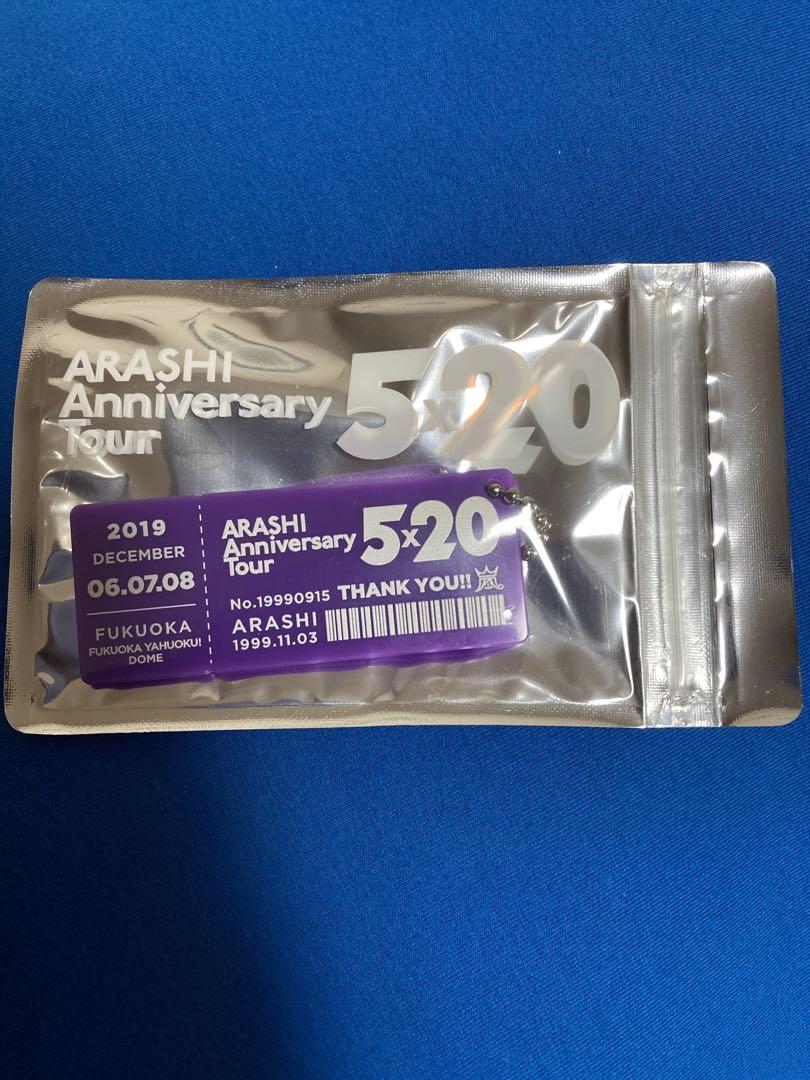 ARASHI
Anniversary
Tour
5x20
2019
DECEMBER
06.07.08
FUKUOKA
FUKUOKA YAHUOKU!
DOME
ARASHI
Anniversary
Tour
5x20
No.19990915 THANK YOU!! 嵐
ARASHI
1999.11.03